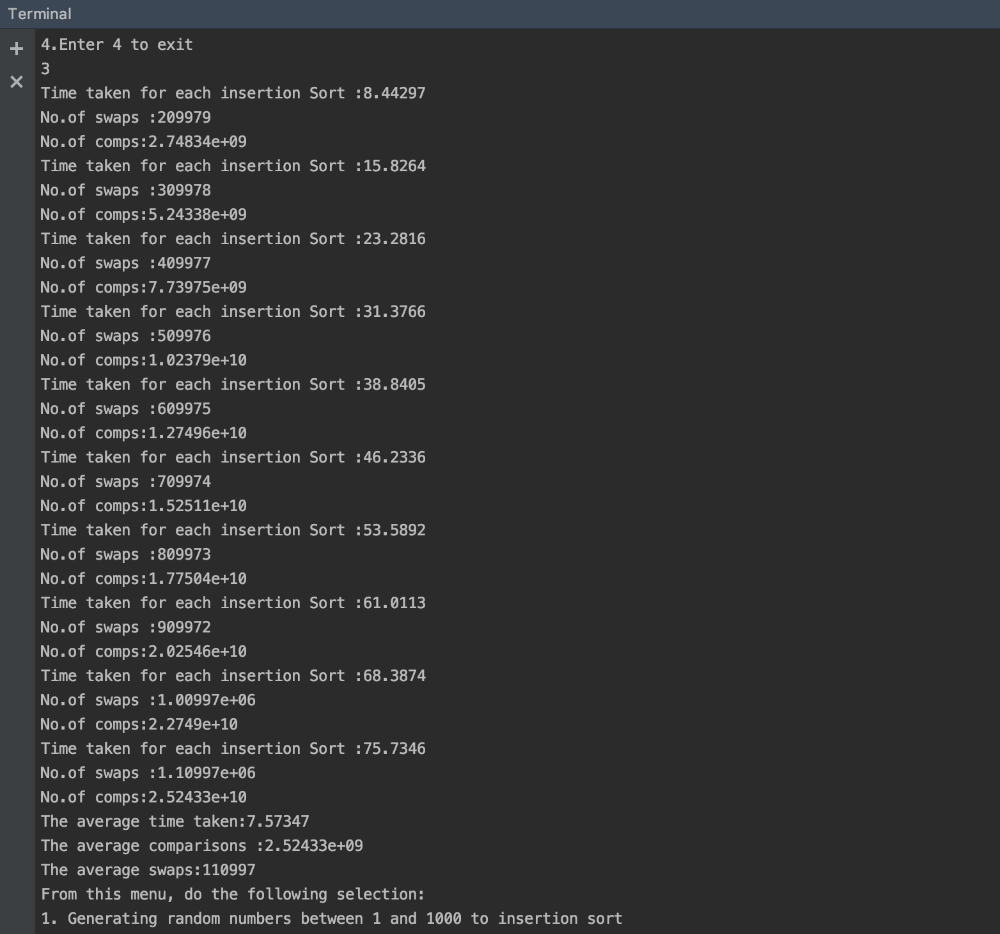 Terminal
4.Enter 4 to exit
3
Time taken for each insertion Sort :8.44297
No.of swaps :209979
No.of comps:2.74834e+09
Time taken for each insertion Sort :15.8264
No.of swaps :309978
No.of comps:5.24338e+09
Time taken for each insertion Sort :23.2816
No.of swaps :409977
No.of comps:7.73975e+09
Time taken for each insertion Sort :31.3766
No.of swaps :509976
No.of comps:1.02379e+10
Time taken for each insertion Sort :38.8405
No.of swaps :609975
No.of comps:1.27496e+10
Time taken for each insertion Sort :46.2336
No.of swaps :709974
No.of comps:1.52511e+10
Time taken for each insertion Sort :53.5892
No.of swaps :809973
No.of comps:1.77504e+10
Time taken for each insertion Sort :61.0113
No.of swaps :909972
No.of comps:2.02546e+10
Time taken for each insertion Sort :68.3874
No.of swaps :1.00997e+06
No.of comps:2.2749e+10
Time taken for each insertion Sort :75.7346
No.of swaps :1.10997e+06
No.of comps:2.52433e+10
The average time taken:7.57347
The average comparisons :2.52433e+09
The average swaps:110997
From this menu, do the following selection:
1. Generating random numbers between 1 and 1000 to insertion sort